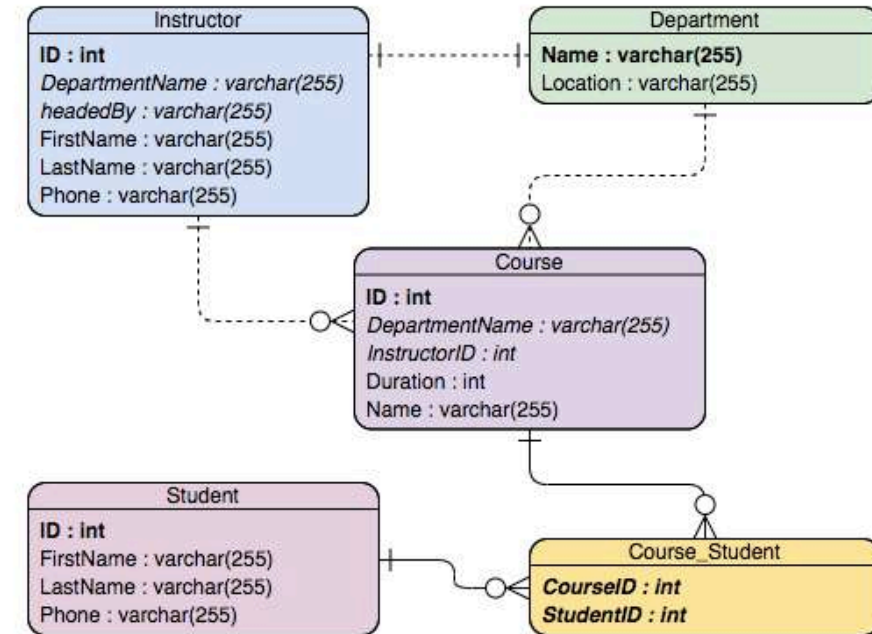 Instructor
ID : int
DepartmentName : varchar(255)
headedBy : varchar(255)
FirstName : varchar(255)
LastName : varchar(255)
Phone : varchar(255)
Department
Name : varchar(255)
Location : varchar(255)
Course
ID : int
DepartmentName : varchar(255)
InstructorID : int
Duration : int
Name : varchar(255)
Student
ID : int
FirstName : varchar(255)
LastName : varchar(255)
Phone : varchar(255)
Course_Student
CourseID : int
StudentID : int